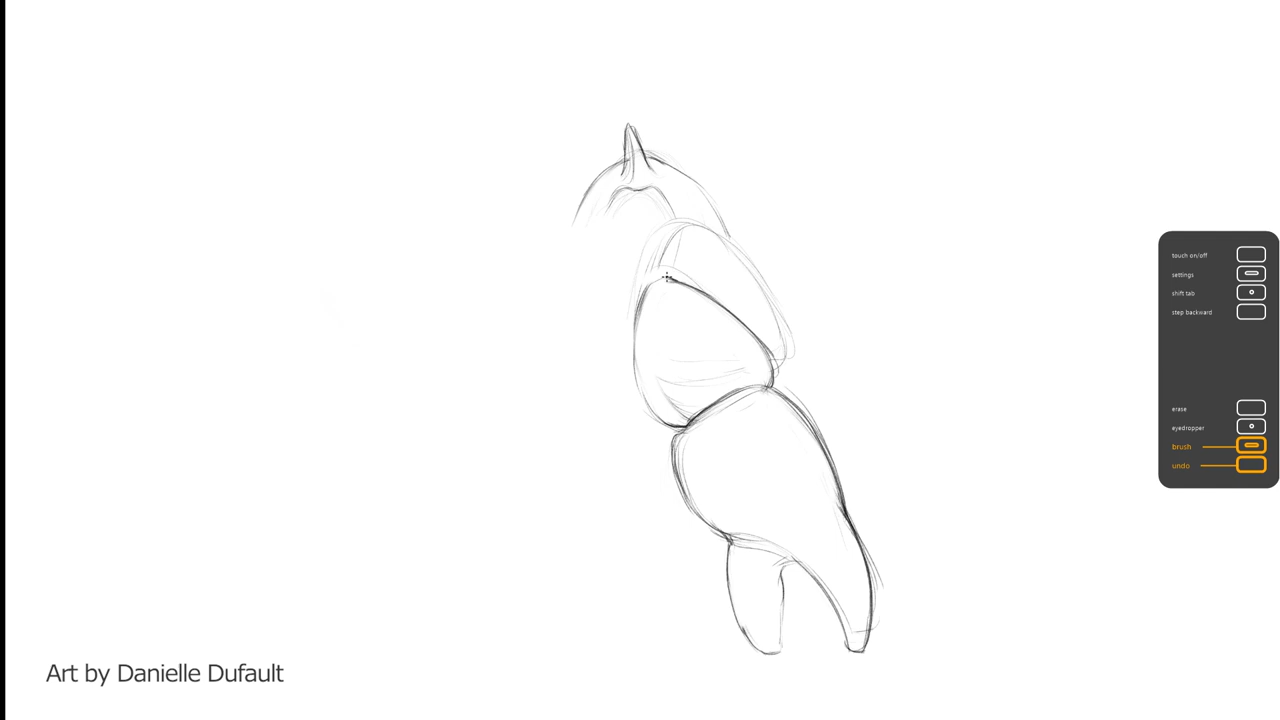 touch on/off
settings
shift tab
step backward
erase
eyedropper
brush
undo
Art by Danielle Dufault